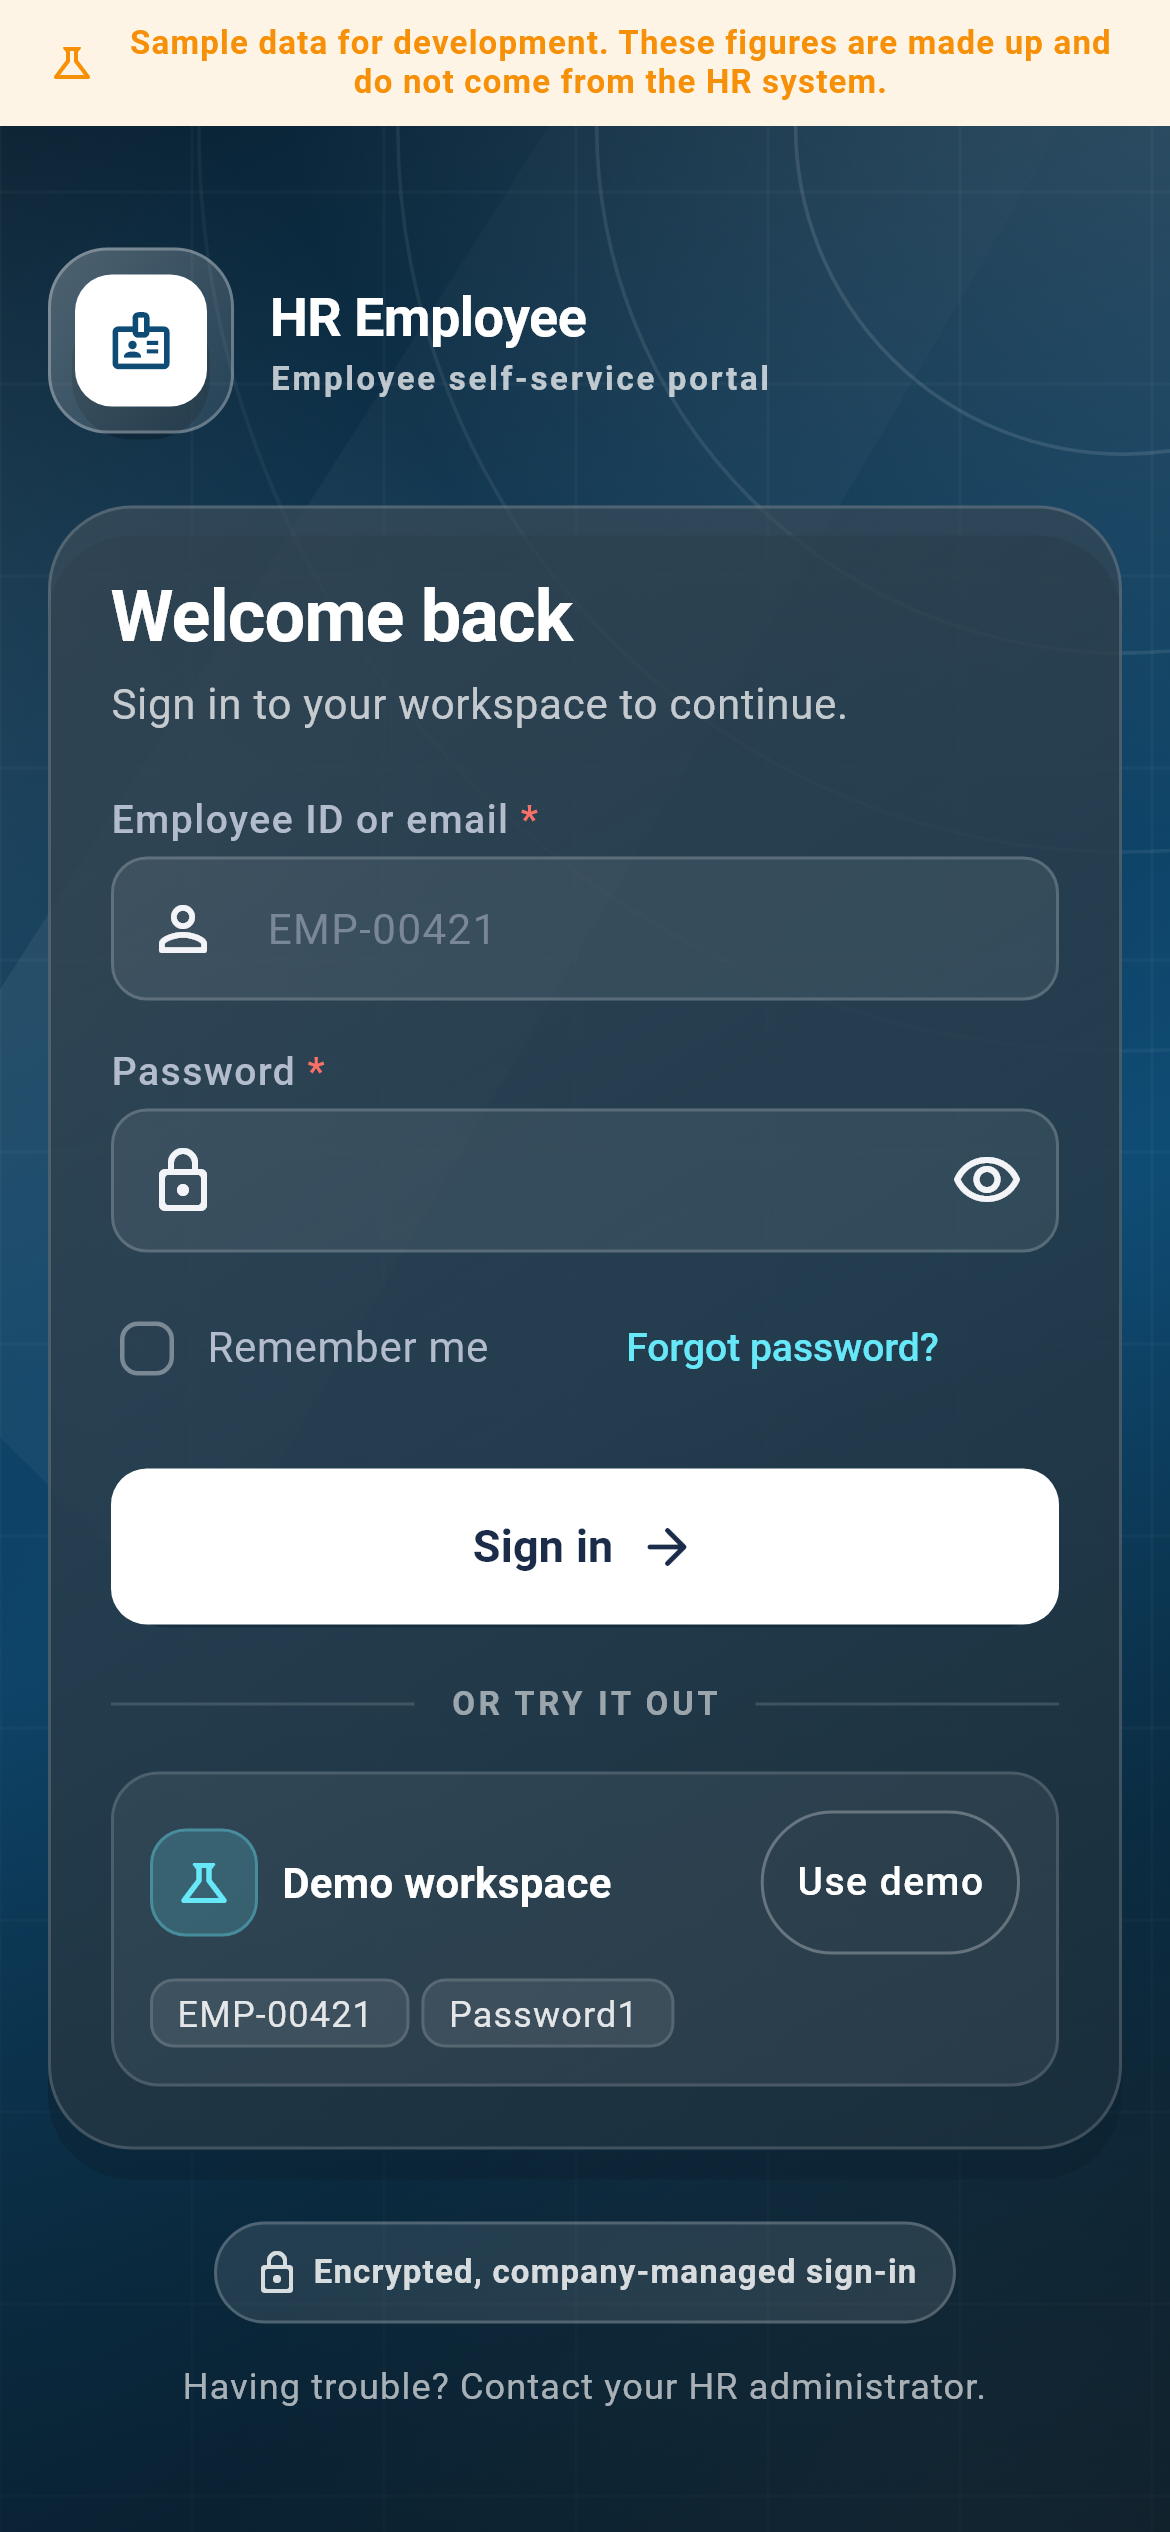 Sample data for development. These figures are made up and
do not come from the HR system.
HR Employee
Employee self-service portal
Welcome back
Sign in to your workspace to continue.
Employee ID or email *
EMP-00421
Password *
Remember me
Forgot password?
Sign in
OR TRY IT OUT
Demo workspace
Use demo
EMP-00421
Password1
Encrypted, company-managed sign-in
Having trouble? Contact your HR administrator.